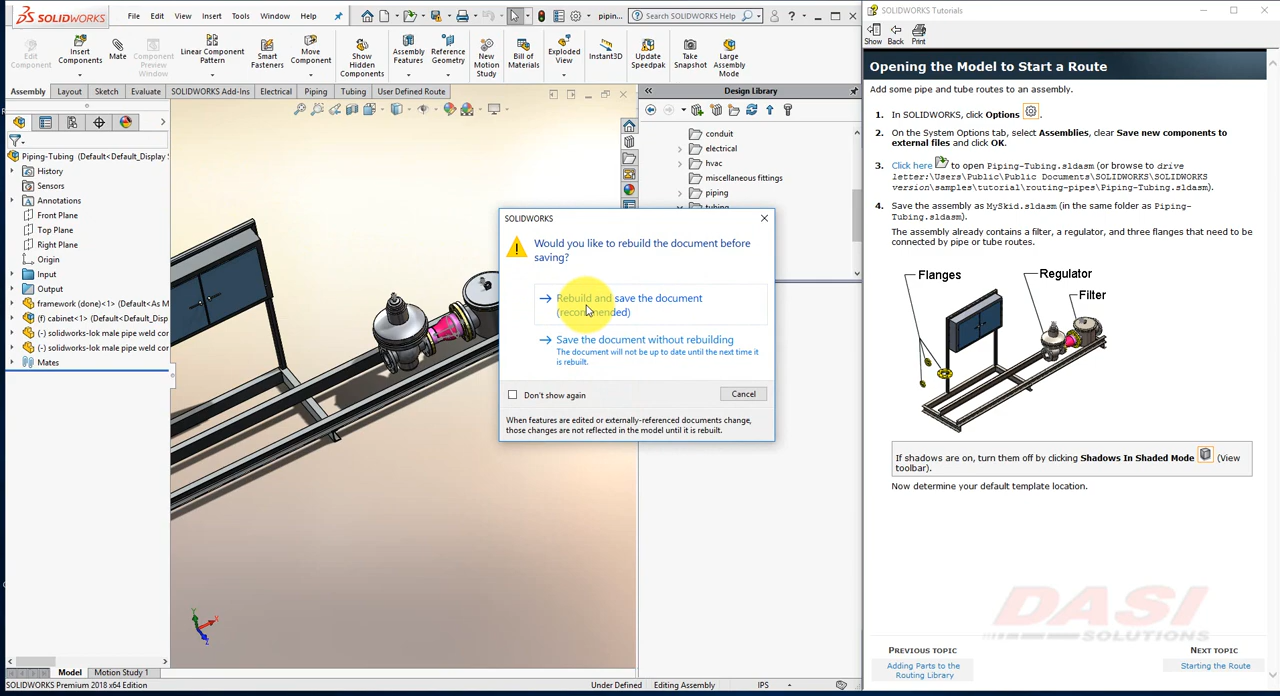 SOLIDWORKS File Edit View Insert Tools Window Help pipin... Search SOLIDWORKS Help
Edit Component
Insert Components
Mate
Component Preview Window
Linear Component Pattern
Smart Fasteners
Move Component
Show Hidden Components
Assembly Features
Reference Geometry
New Motion Study
Bill of Materials
Exploded View
Instant3D
Update Speedpak
Take Snapshot
Large Assembly Mode
Assembly Layout Sketch Evaluate SOLIDWORKS Add-Ins Electrical Piping Tubing User Defined Route
Piping-Tubing (Default<Default_Display
History
Sensors
Annotations
Front Plane
Top Plane
Right Plane
Origin
Input
Output
framework (done)<1> (Default<As M
(f) cabinet<1> (Default<Default_Disp
(-) solidworks-lok male pipe weld cor
(-) solidworks-lok male pipe weld cor
Mates
Design Library
conduit
electrical
hvac
miscellaneous fittings
piping
tubing
SOLIDWORKS
Would you like to rebuild the document before
saving?
Rebuild and save the document
(recommended)
Save the document without rebuilding
The document will not be up to date until the next time it
is rebuilt.
Don't show again
Cancel
When features are edited or externally-referenced documents change,
those changes are not reflected in the model until it is rebuilt.
Y
X
Z
Model Motion Study 1
SOLIDWORKS Premium 2018 x64 Edition Under Defined Editing Assembly IPS
SOLIDWORKS Tutorials
Show Back Print
Opening the Model to Start a Route
Add some pipe and tube routes to an assembly.
1. In SOLIDWORKS, click Options .
2. On the System Options tab, select Assemblies, clear Save new components to
external files and click OK.
3. Click here to open Piping-Tubing.sldasm (or browse to drive
letter:\Users\Public\Public Documents\SOLIDWORKS\SOLIDWORKS
version\samples\tutorial\routing-pipes\Piping-Tubing.sldasm).
4. Save the assembly as MySkid.sldasm (in the same folder as Piping-
Tubing.sldasm).
The assembly already contains a filter, a regulator, and three flanges that need to be
connected by pipe or tube routes.
Flanges
Regulator
Filter
If shadows are on, turn them off by clicking Shadows In Shaded Mode (View
toolbar).
Now determine your default template location.
DASI
SOLUTIONS
PREVIOUS TOPIC
Adding Parts to the
Routing Library
NEXT TOPIC
Starting the Route